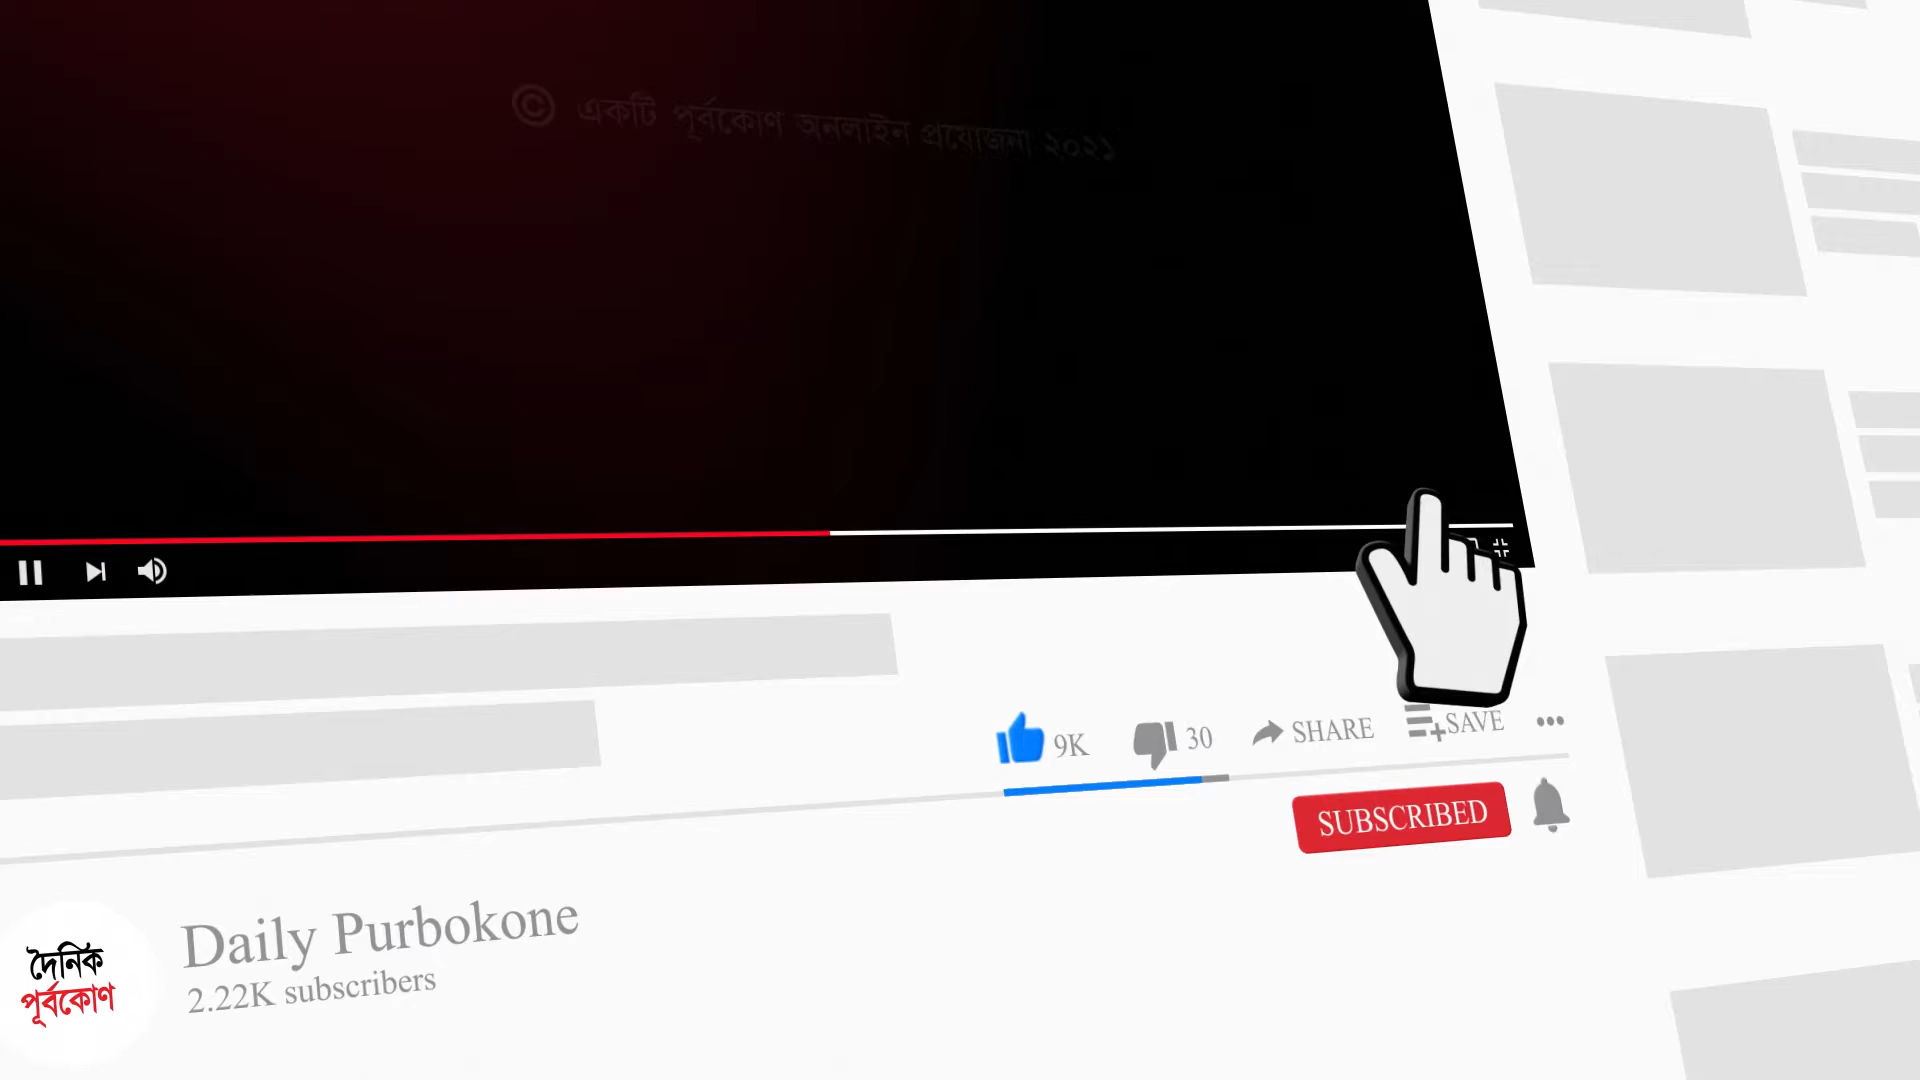 © একটি পূর্বকোণ অনলাইন প্রযোজনা ২০২১
9K
30
SHARE
SAVE
SUBSCRIBED
দৈনিক
পূর্বকোণ
Daily Purbokone
2.22K subscribers